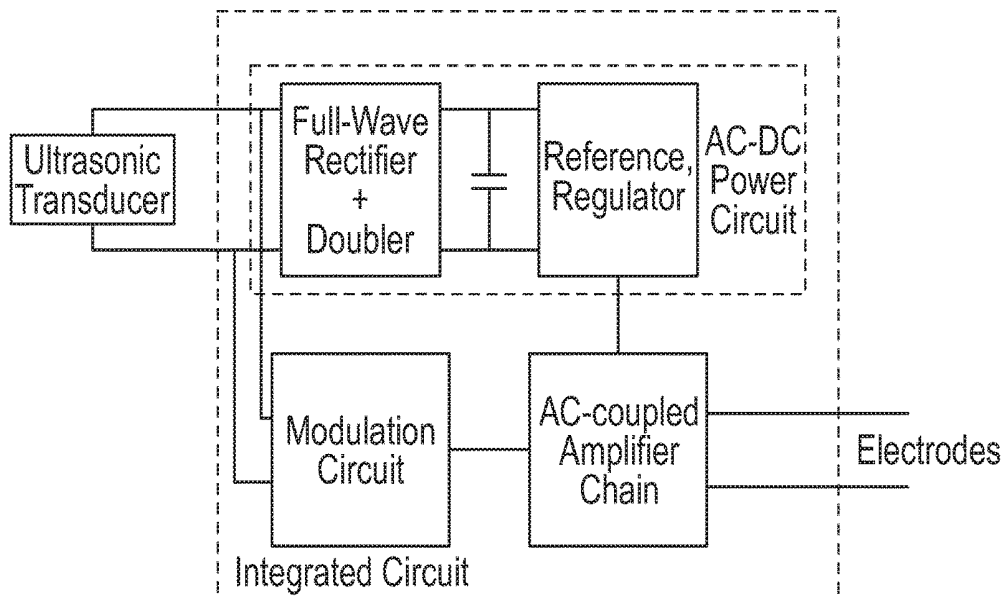 Ultrasonic
Transducer
Full-Wave
Rectifier
+
Doubler
Reference,
Regulator
AC-DC
Power
Circuit
Modulation
Circuit
AC-coupled
Amplifier
Chain
Electrodes
Integrated Circuit